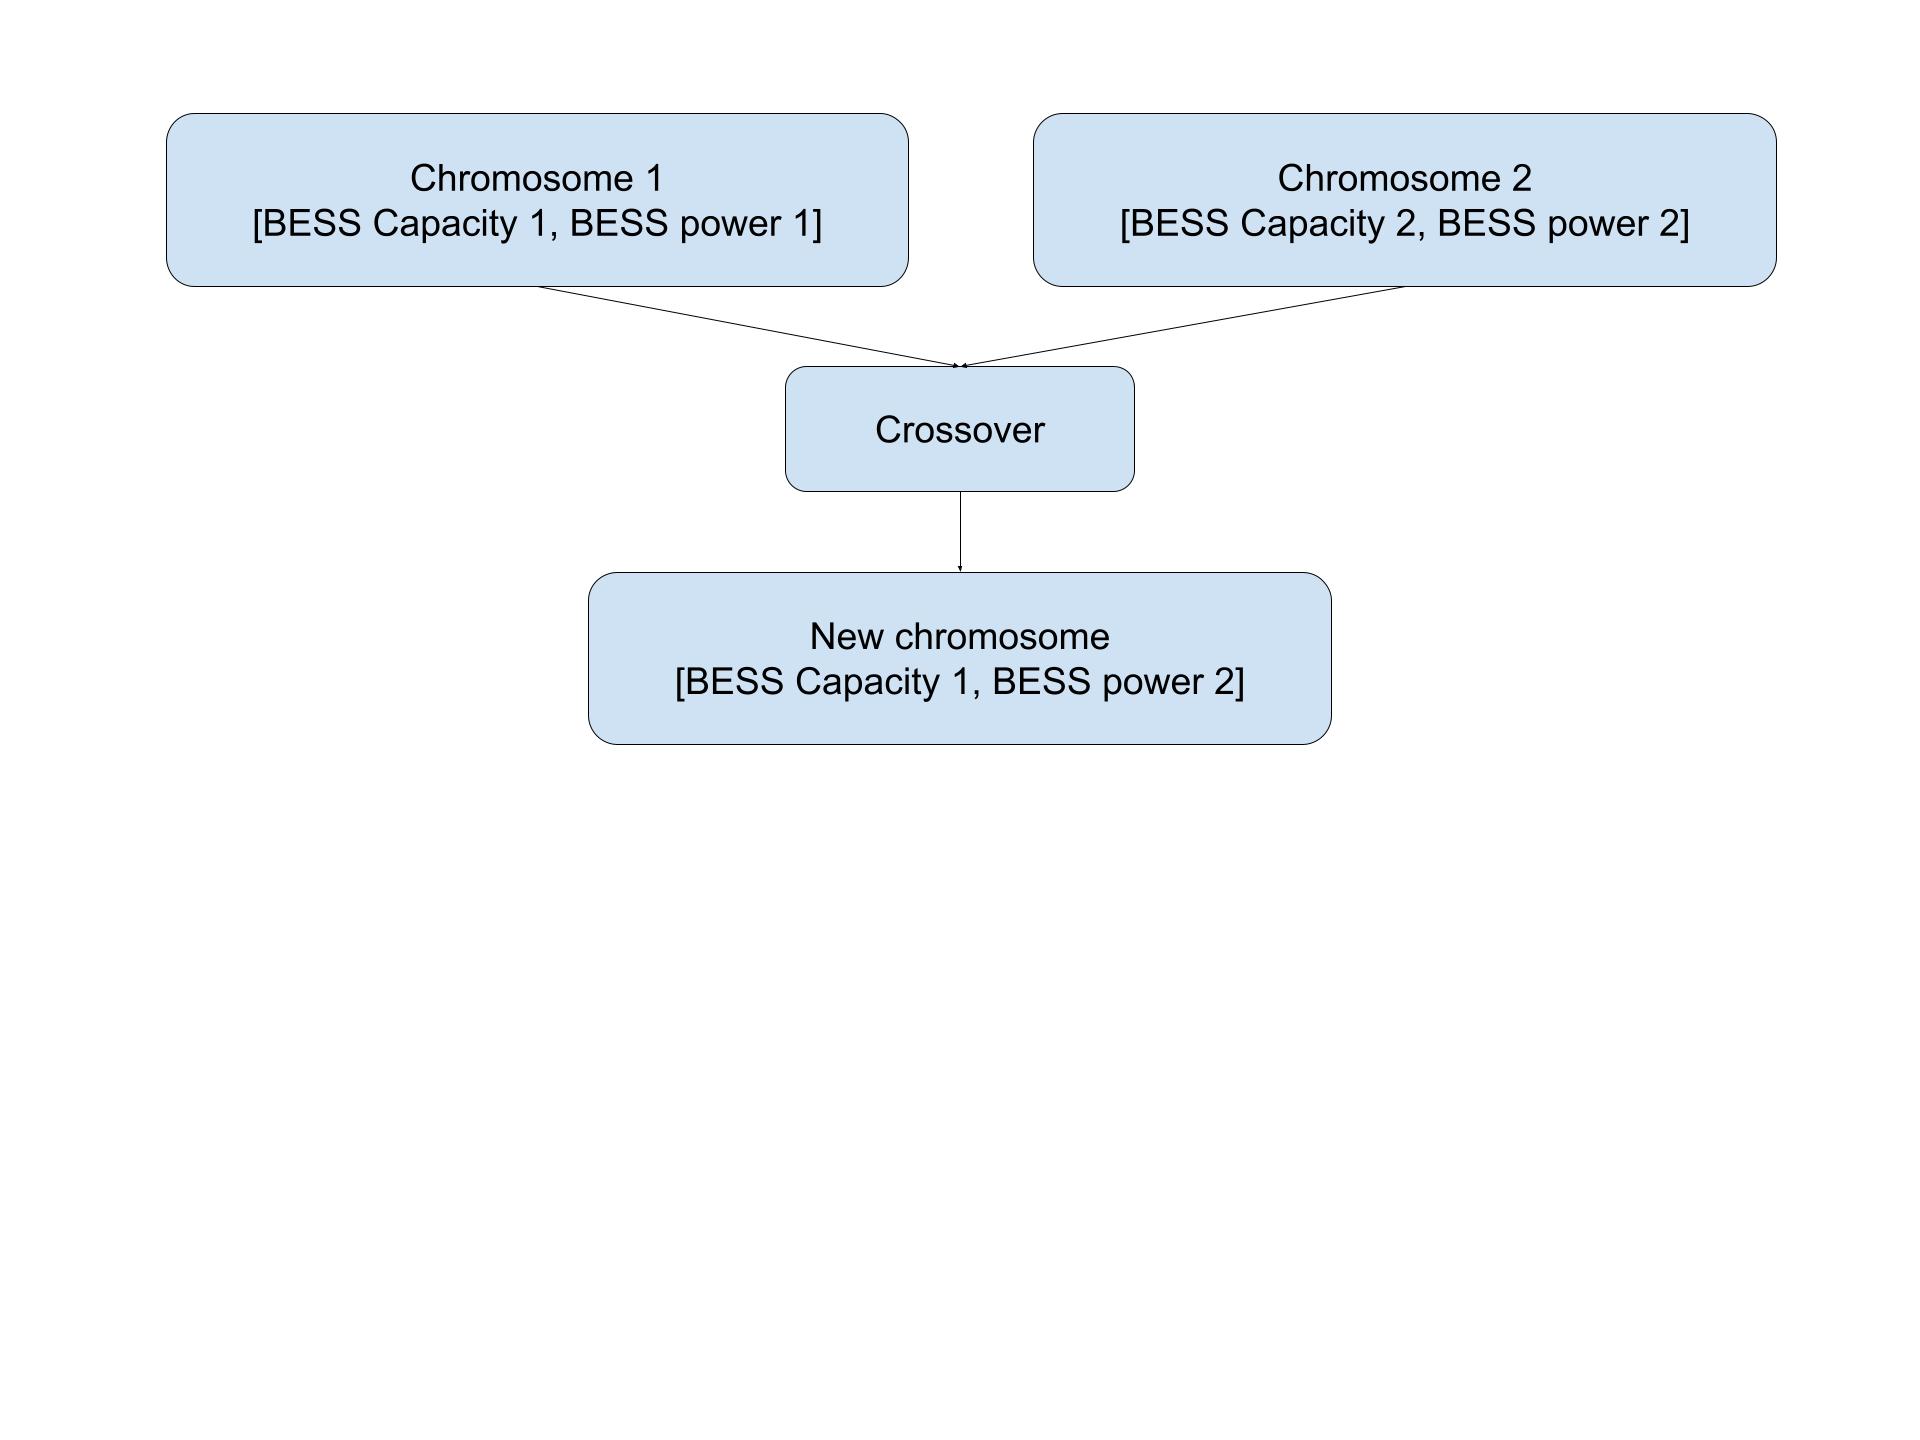 Chromosome 1
[BESS Capacity 1, BESS power 1]
Chromosome 2
[BESS Capacity 2, BESS power 2]
Crossover
New chromosome
[BESS Capacity 1, BESS power 2]